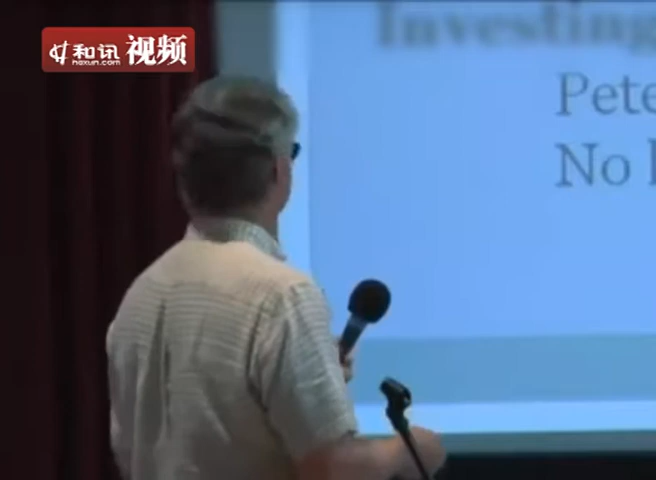 和讯 视频
hexun.com
Investing
Pete
No